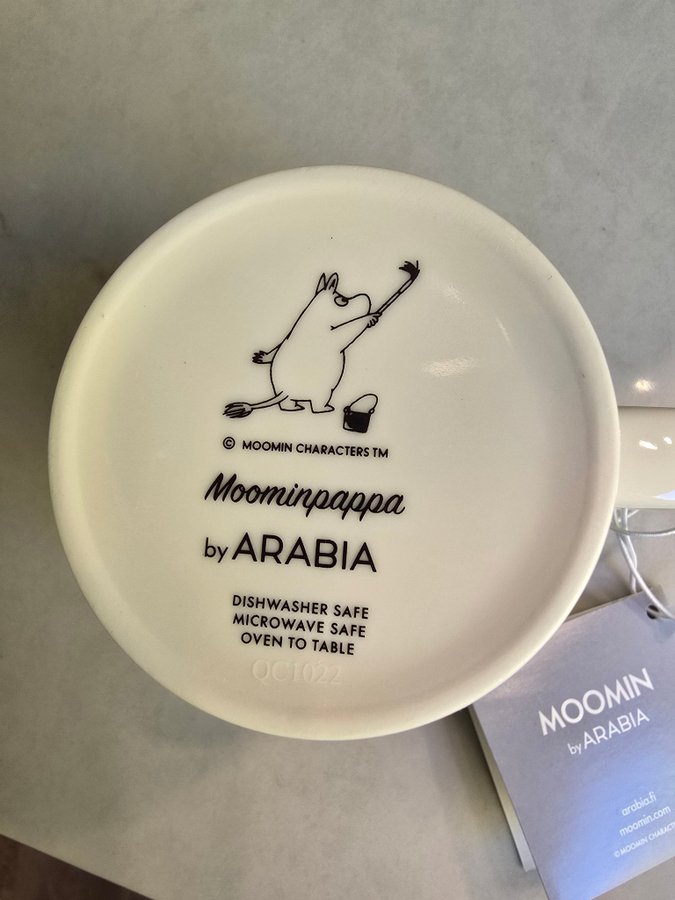 © MOOMIN CHARACTERS TM
Moominpappa
by ARABIA
DISHWASHER SAFE
MICROWAVE SAFE
OVEN TO TABLE
QC1022
MOOMIN
by ARABIA
arabia.fi
moomin.com
© MOOMIN